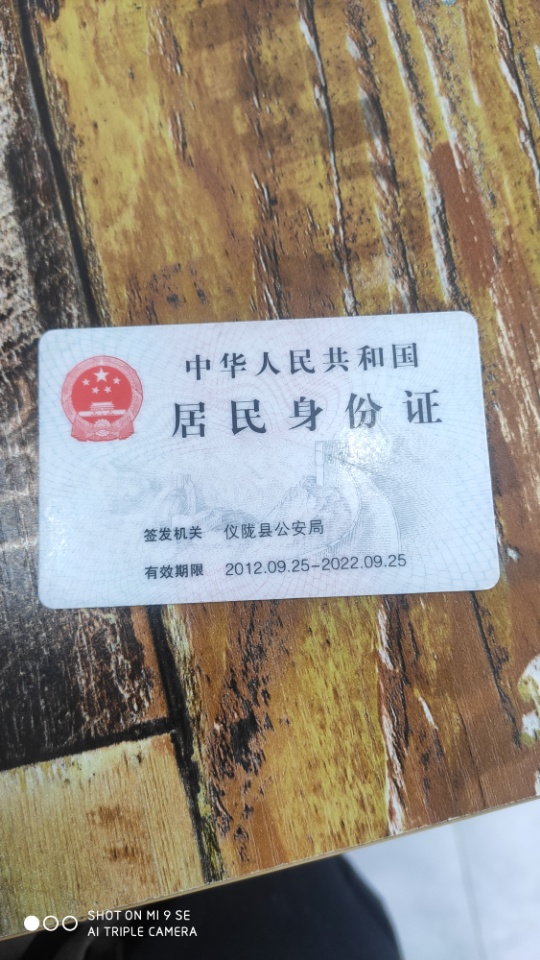 中华人民共和国
居民身份证
签发机关 仪陇县公安局
有效期限 2012.09.25-2022.09.25
SHOT ON MI 9 SE
AI TRIPLE CAMERA